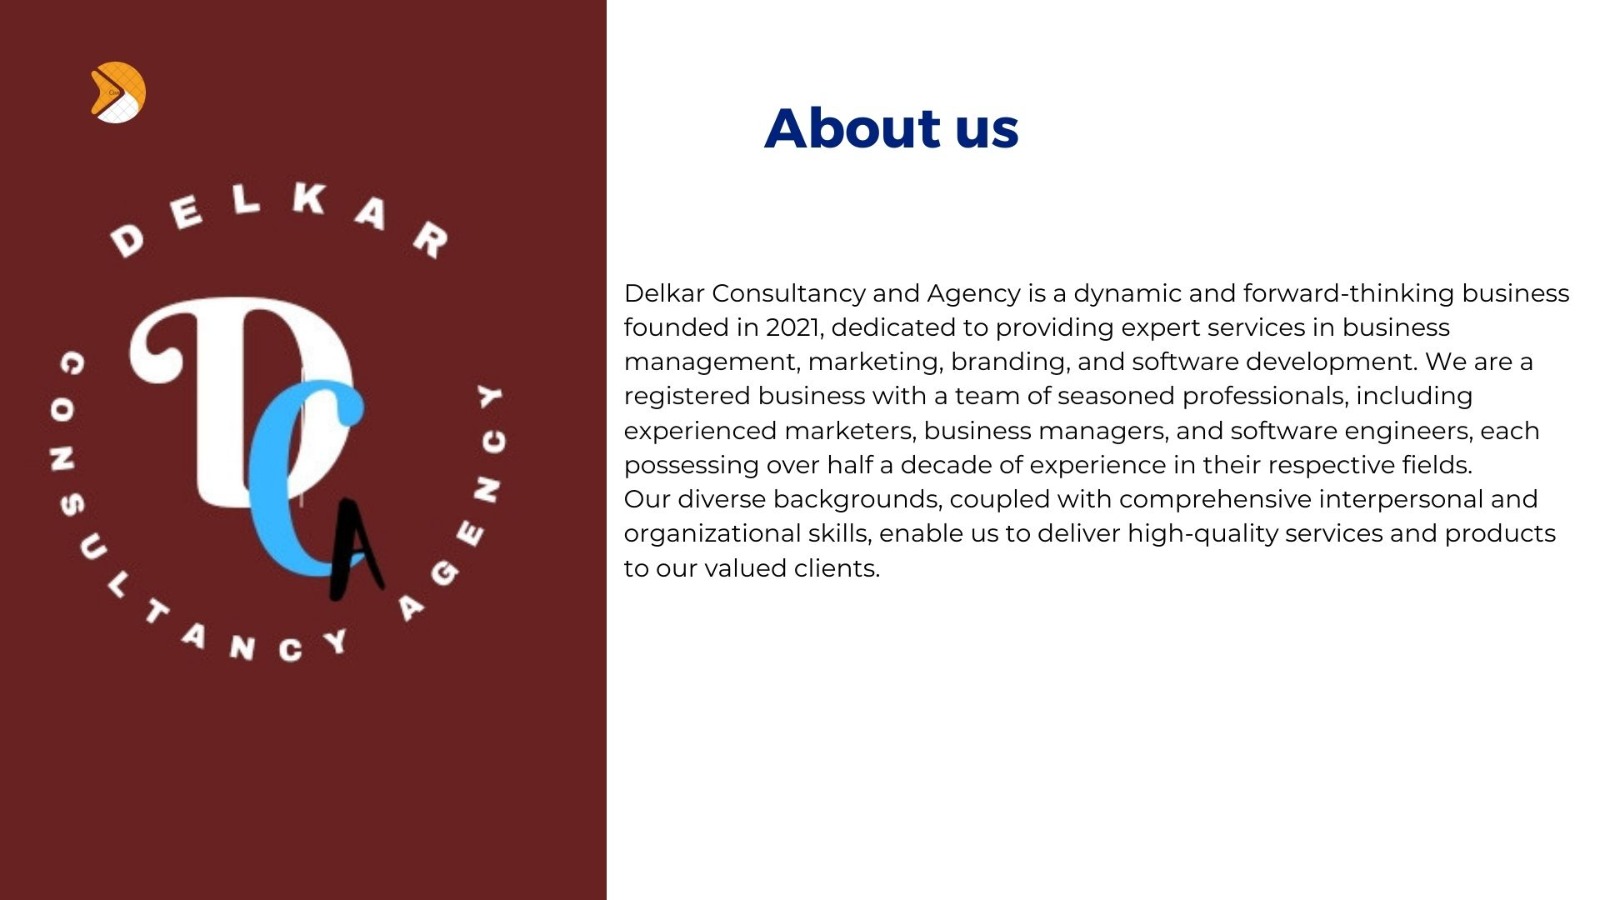 DELKAR
CONSULTANCY AGENCY
D
C
A
About us
Delkar Consultancy and Agency is a dynamic and forward-thinking business
founded in 2021, dedicated to providing expert services in business
management, marketing, branding, and software development. We are a
registered business with a team of seasoned professionals, including
experienced marketers, business managers, and software engineers, each
possessing over half a decade of experience in their respective fields.
Our diverse backgrounds, coupled with comprehensive interpersonal and
organizational skills, enable us to deliver high-quality services and products
to our valued clients.